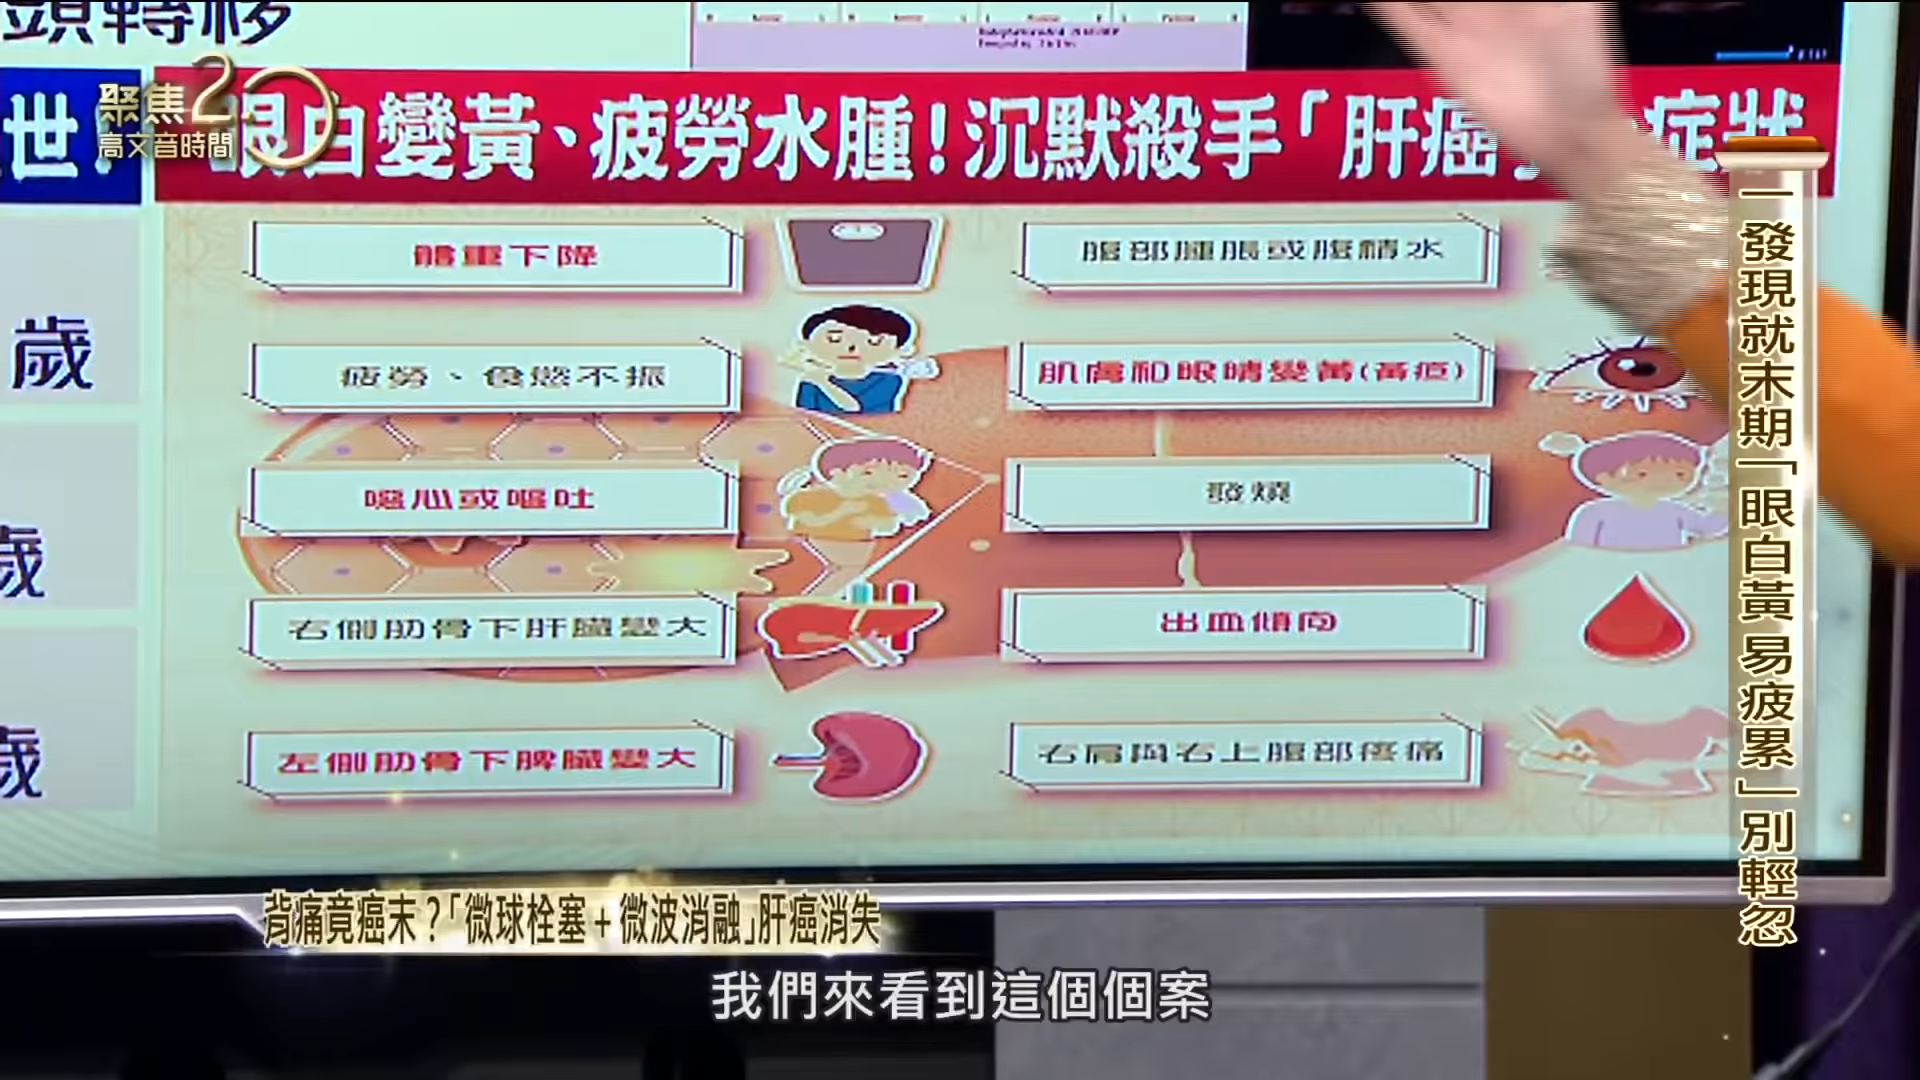 頭轉移
聚焦2.0
高文音時間
世!
眼白變黃、疲勞水腫!沉默殺手「肝癌」
症狀
體重下降
腹部腫脹或腹積水
疲勞、食慾不振
肌膚和眼睛變黃(黃疸)
噁心或嘔吐
發燒
右側肋骨下肝臟變大
出血傾向
左側肋骨下脾臟變大
右肩與右上腹部疼痛
歲
歲
歲
一發現就末期「眼白黃易疲累」別輕忽
背痛竟癌末?「微球栓塞+微波消融」肝癌消失
我們來看到這個個案